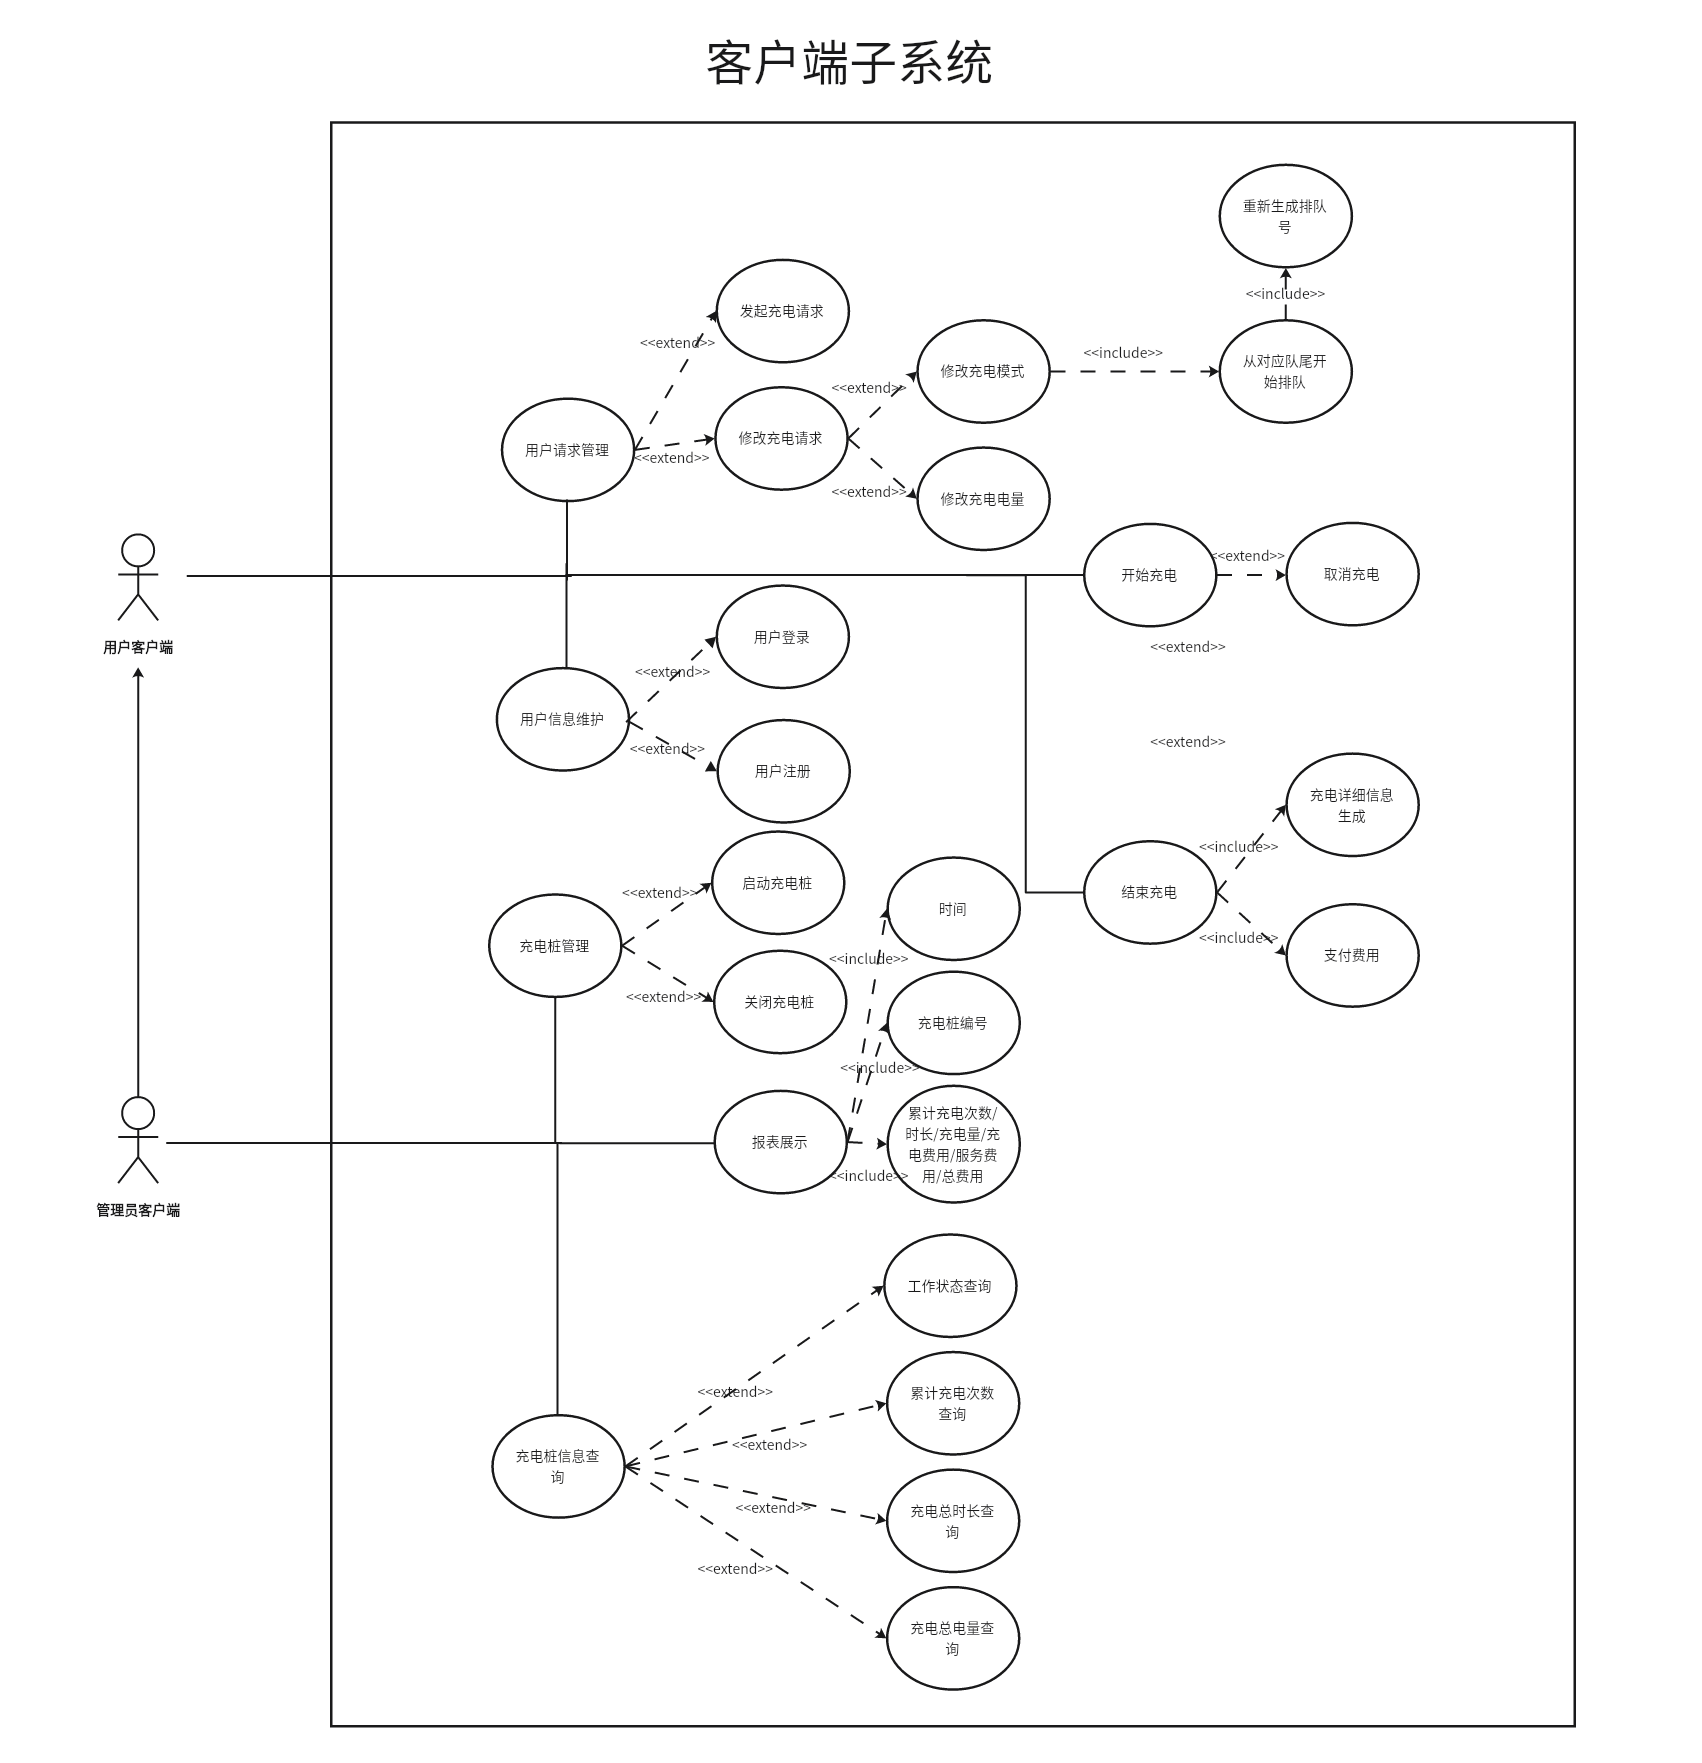 客户端子系统
重新生成排队
号
<<include>>
发起充电请求
<<extend>>
修改充电模式
<<include>>
从对应队尾开
始排队
<<extend>>
用户请求管理
修改充电请求
<<extend>>
<<extend>>
修改充电电量
开始充电
<<extend>>
取消充电
用户客户端
用户登录
<<extend>>
<<extend>>
用户信息维护
<<extend>>
用户注册
<<extend>>
充电详细信息
生成
<<include>>
启动充电桩
<<extend>>
结束充电
时间
充电桩管理
<<include>>
支付费用
<<include>>
<<extend>>
关闭充电桩
充电桩编号
<<include>>
报表展示
累计充电次数/
时长/充电量/充
电费用/服务费
用/总费用
<<include>>
管理员客户端
工作状态查询
<<extend>>
累计充电次数
查询
<<extend>>
充电桩信息查
询
<<extend>>
充电总时长查
询
<<extend>>
充电总电量查
询